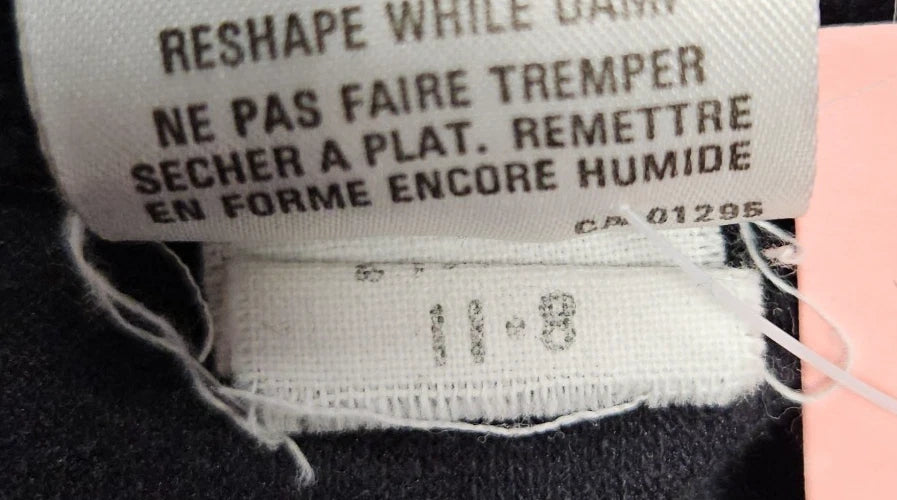 RESHAPE WHILE DAMP
NE PAS FAIRE TREMPER
SECHER A PLAT. REMETTRE
EN FORME ENCORE HUMIDE
CA 01295
11·8